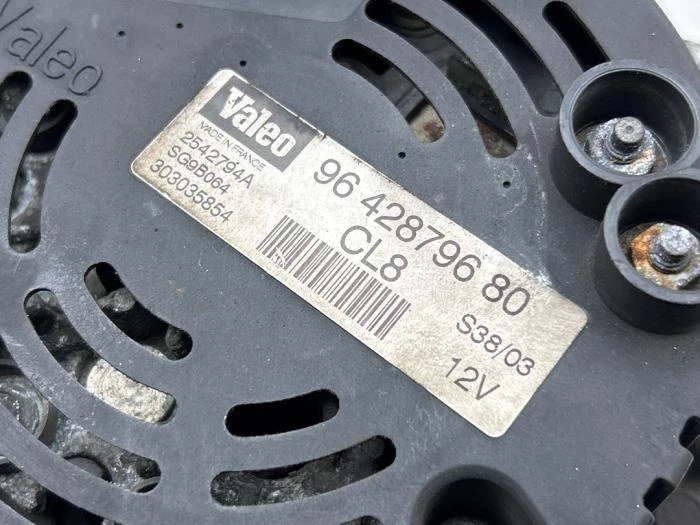 Valeo
Valeo
MADE IN FRANCE
2542794A
SG9B064
303035854
96 428796 80
CL8
S38/03
12V